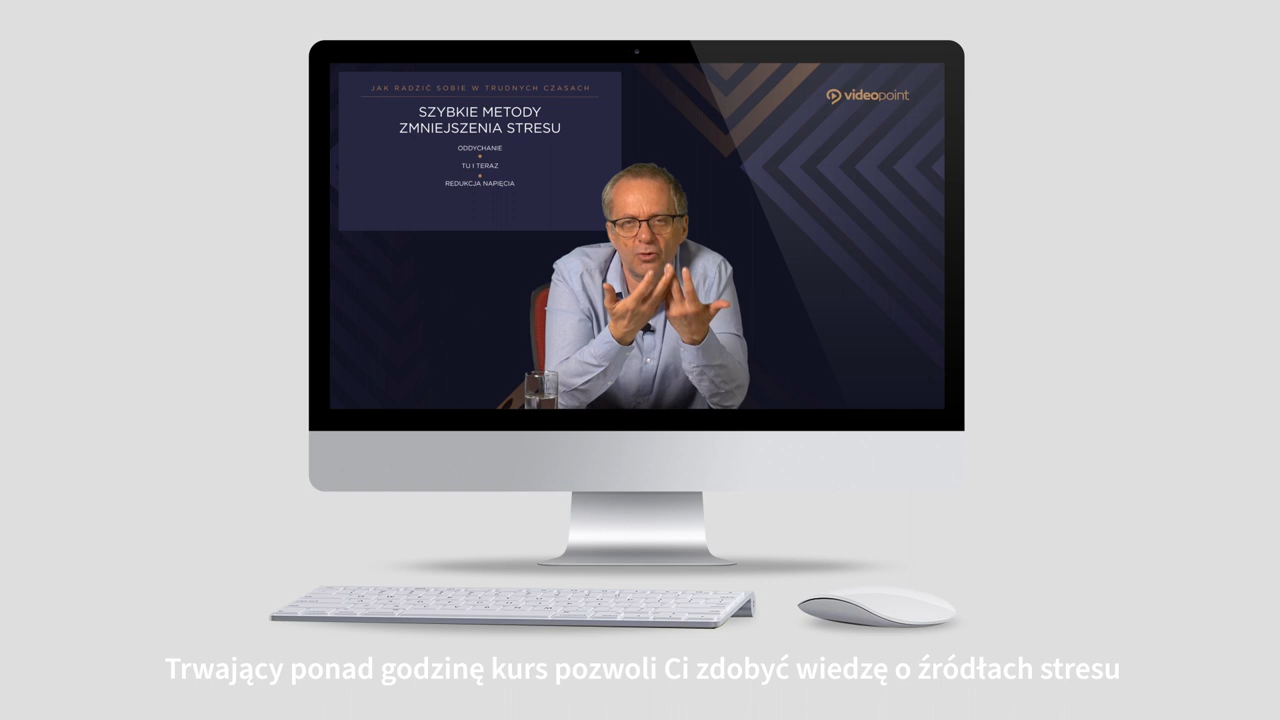 JAK RADZIĆ SOBIE W TRUDNYCH CZASACH
SZYBKIE METODY
ZMNIEJSZENIA STRESU
ODDYCHANIE
TU I TERAZ
REDUKCJA NAPIĘCIA
videopoint
Trwający ponad godzinę kurs pozwoli Ci zdobyć wiedzę o źródłach stresu